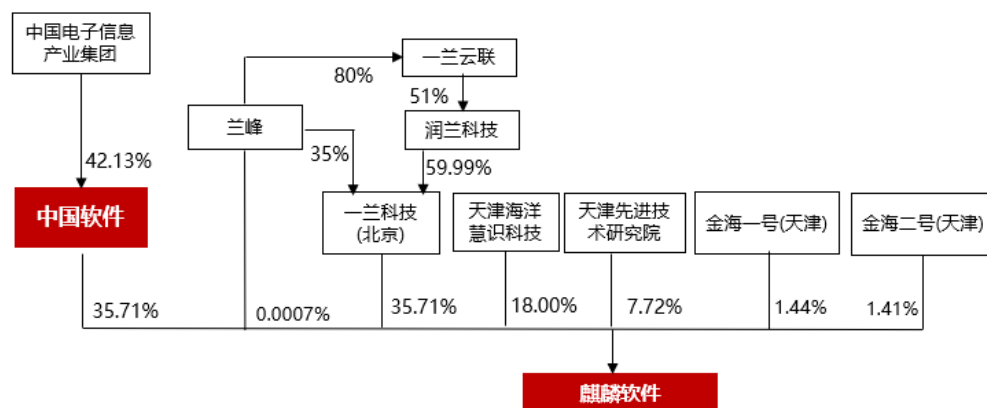 中国电子信息
产业集团
一兰云联
80%
51%
兰峰
润兰科技
35%
42.13%
59.99%
中国软件
一兰科技
(北京)
天津海洋
慧识科技
天津先进技
术研究院
金海一号(天津)
金海二号(天津)
35.71%
0.0007%
35.71%
18.00%
7.72%
1.44%
1.41%
麒麟软件